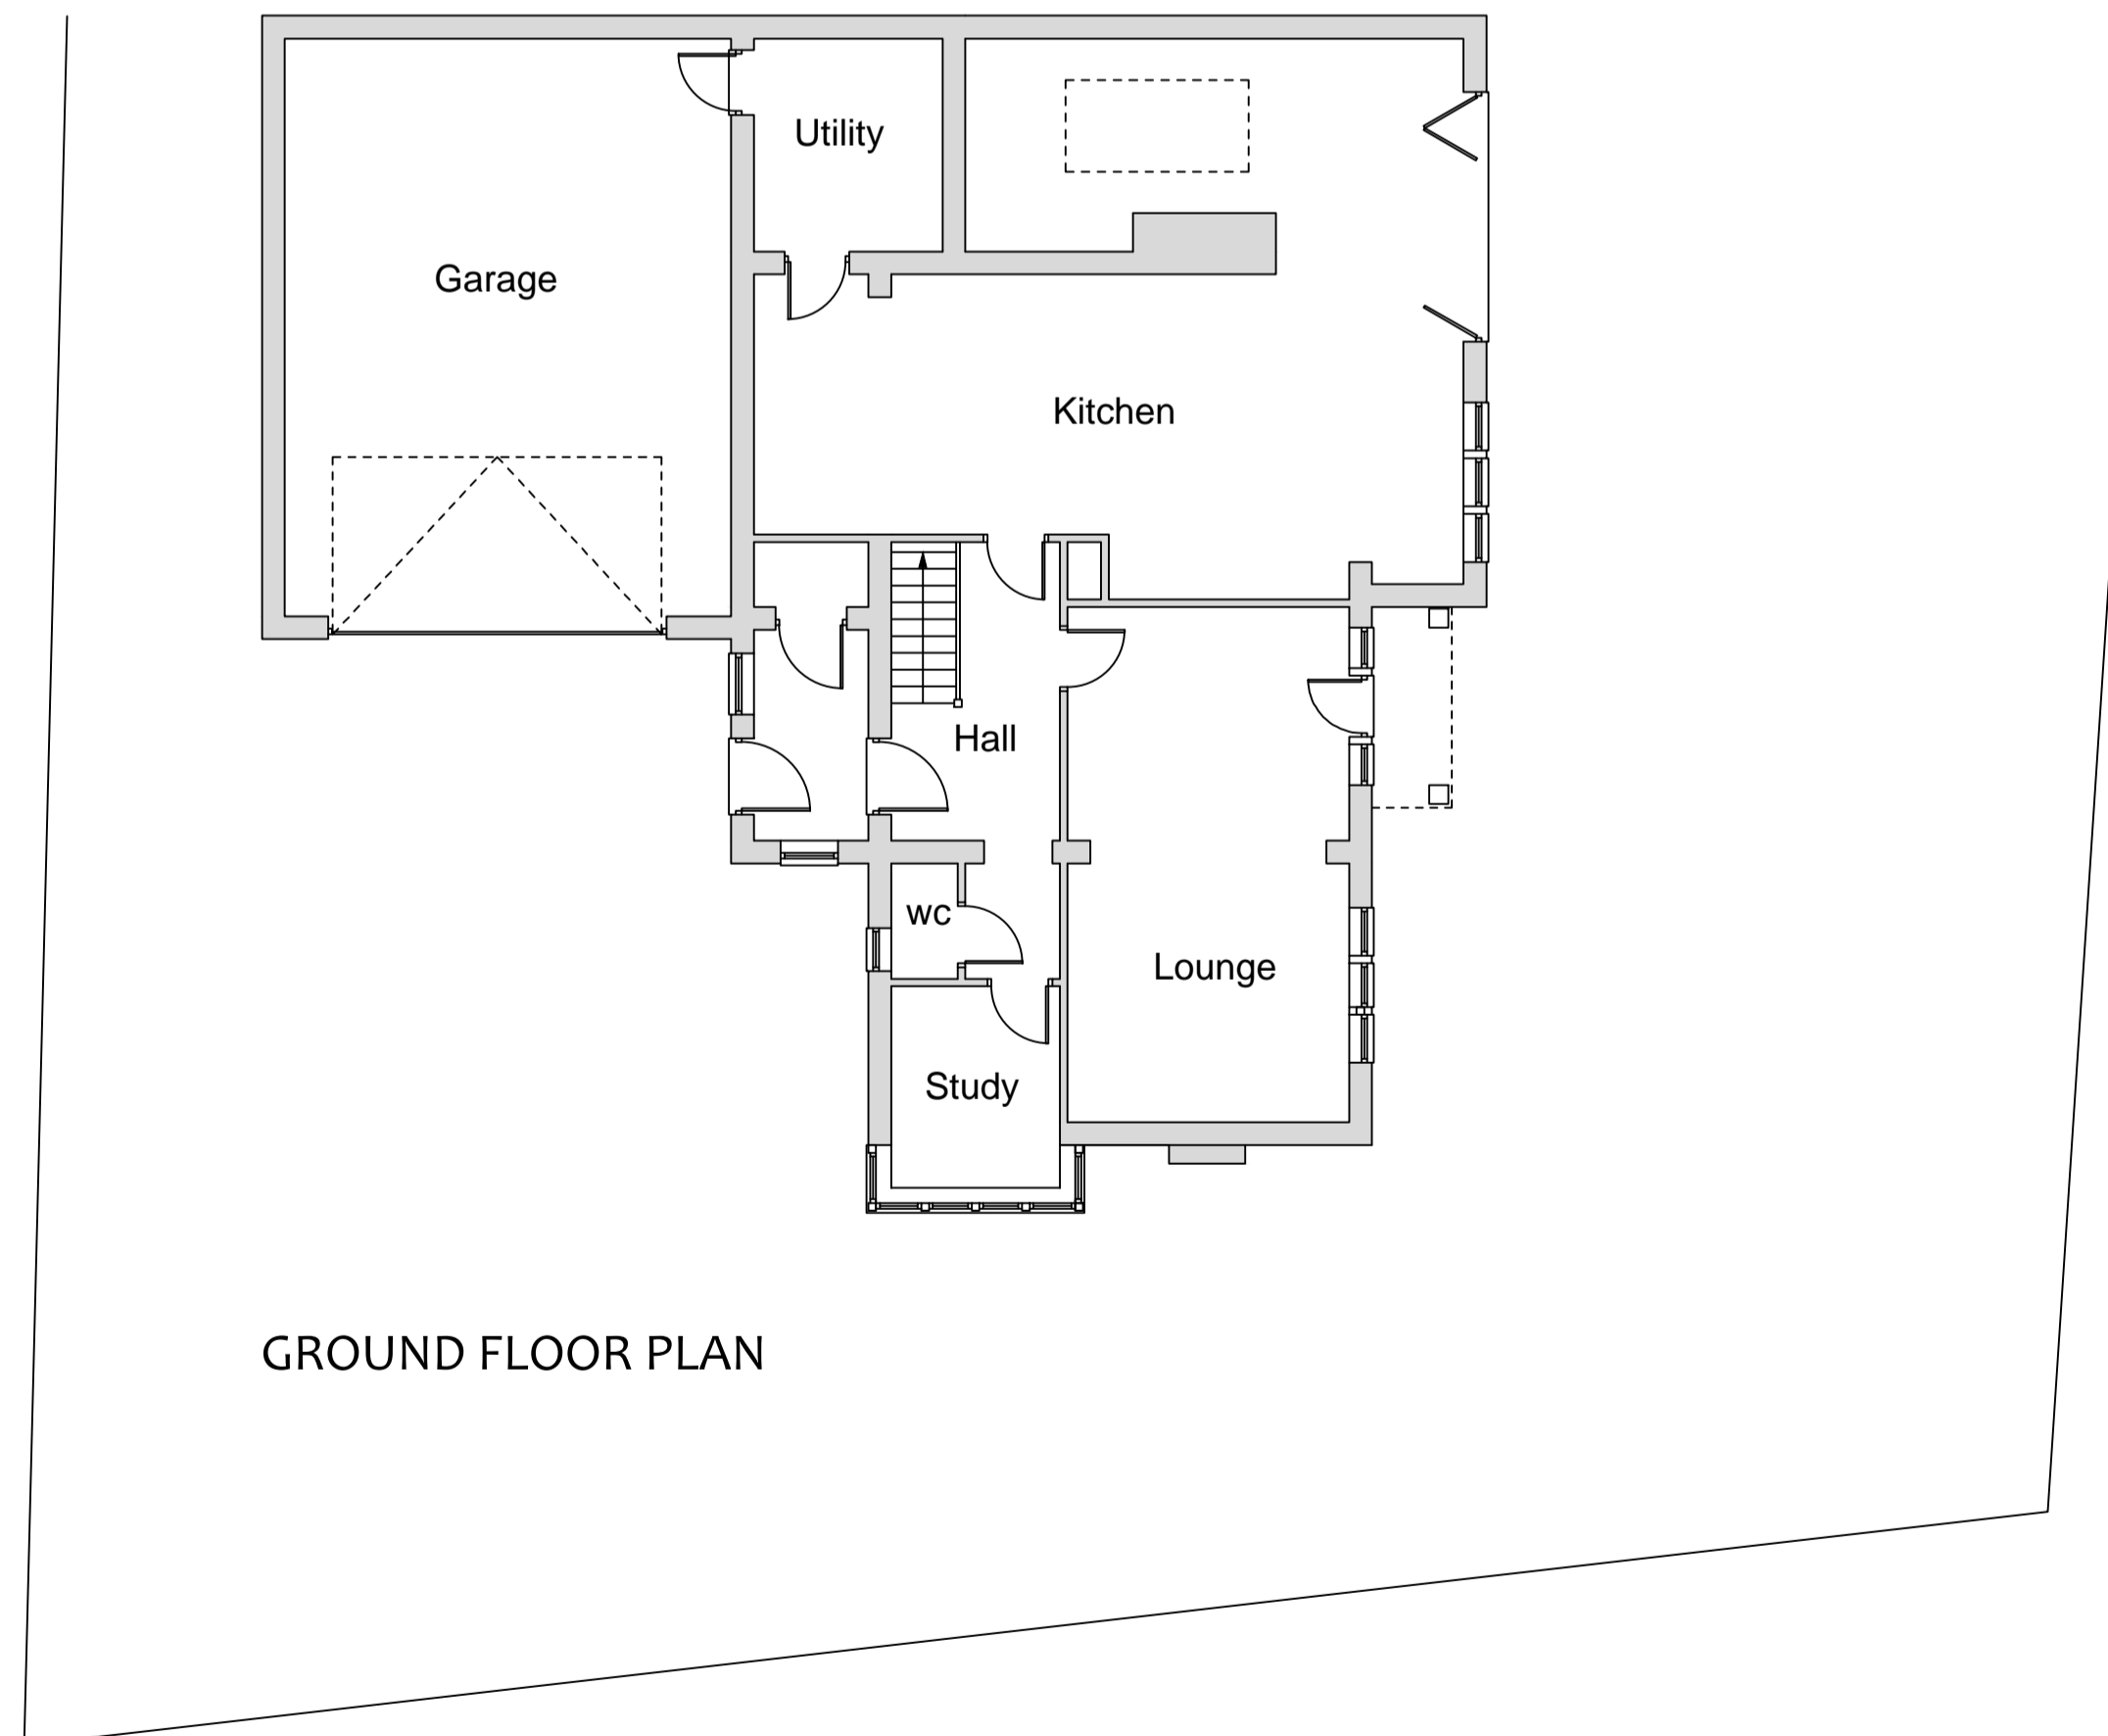 Utility
Garage
Kitchen
Hall
wc
Lounge
Study
GROUND FLOOR PLAN